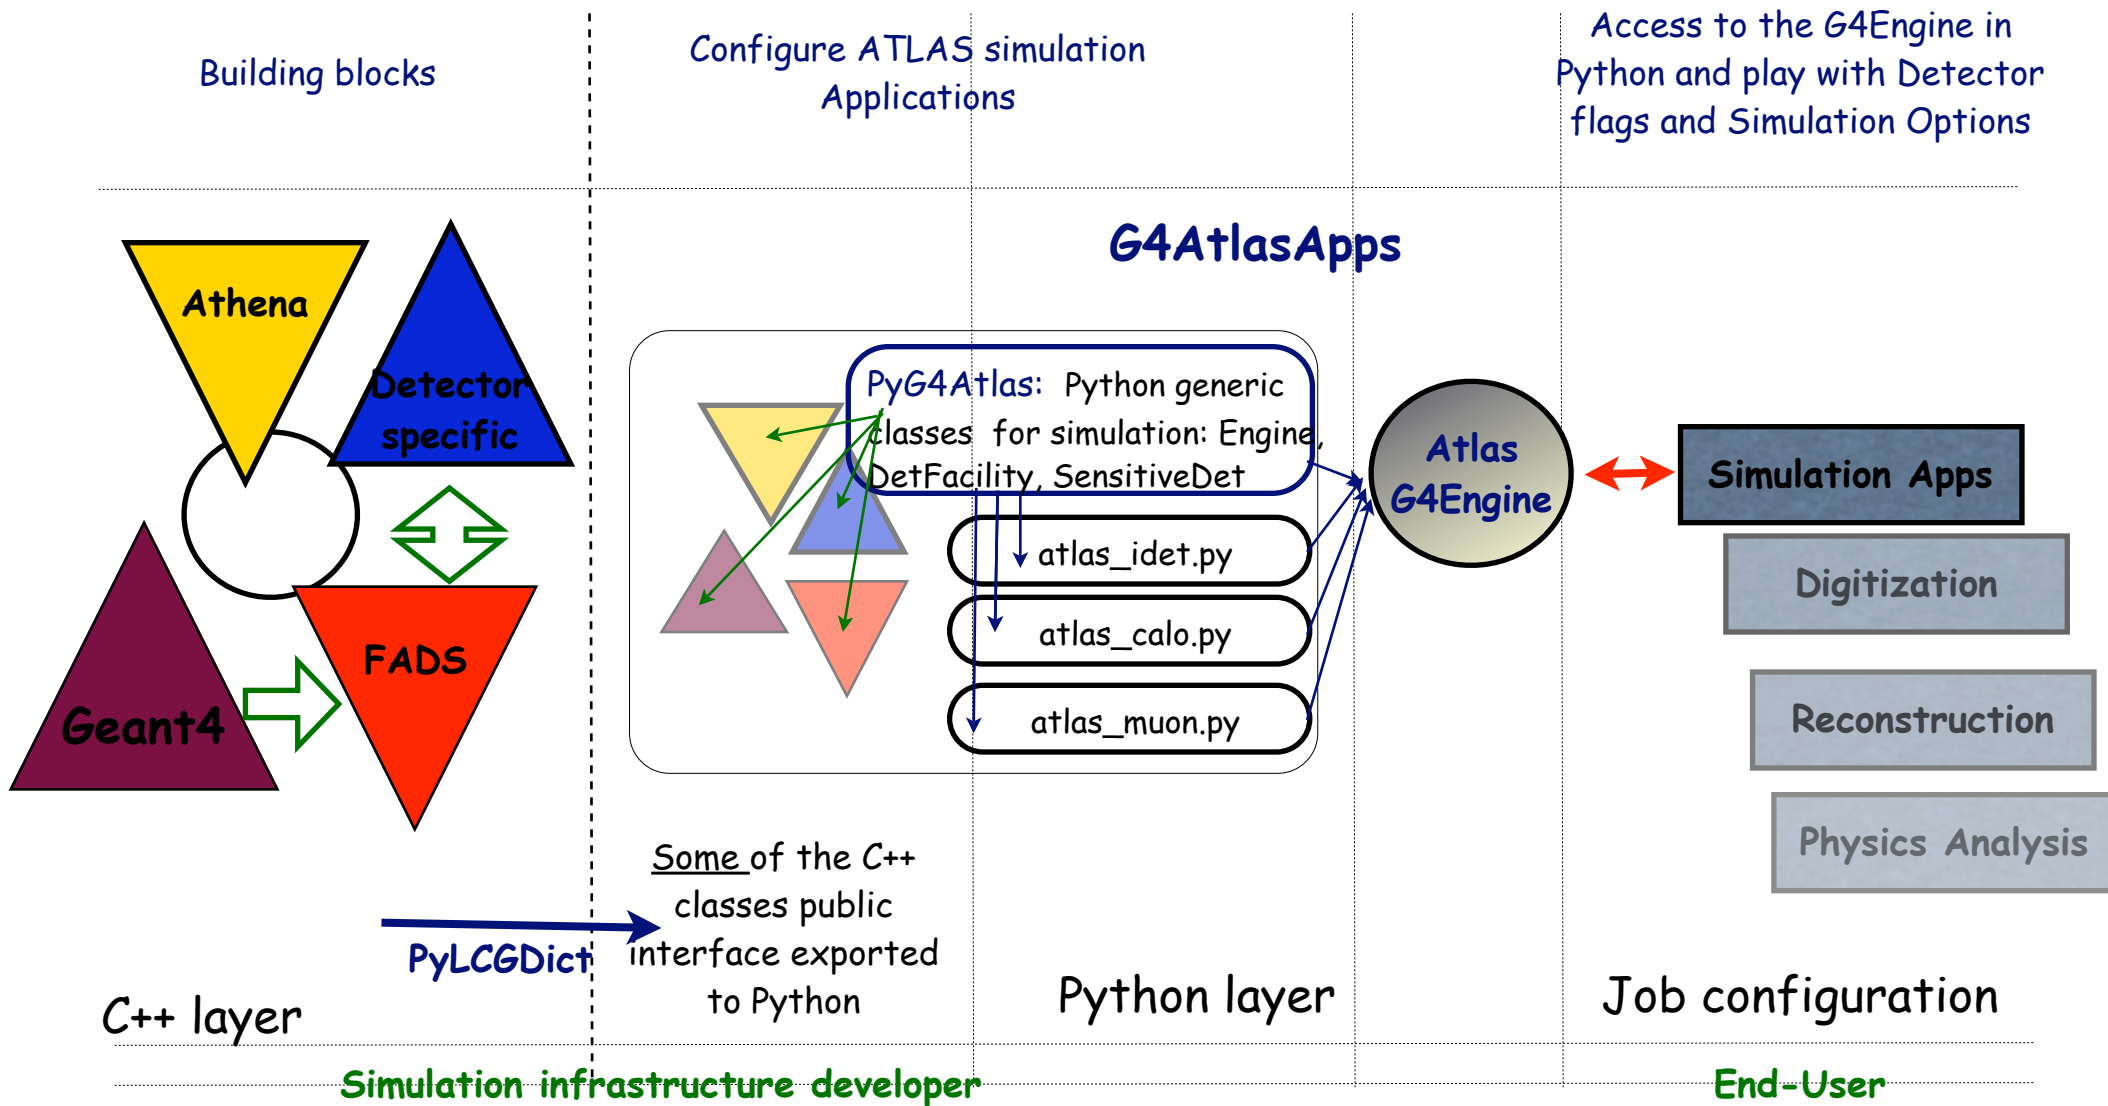 Building blocks
Configure ATLAS simulation
Applications
Access to the G4Engine in
Python and play with Detector
flags and Simulation Options
G4AtlasApps
Athena
Detector
specific
Geant4
FADS
PyG4Atlas: Python generic
classes for simulation: Engine,
DetFacility, SensitiveDet
atlas_idet.py
atlas_calo.py
atlas_muon.py
Atlas
G4Engine
Simulation Apps
Digitization
Reconstruction
Physics Analysis
PyLCGDict
Some of the C++
classes public
interface exported
to Python
C++ layer
Python layer
Job configuration
Simulation infrastructure developer
End-User